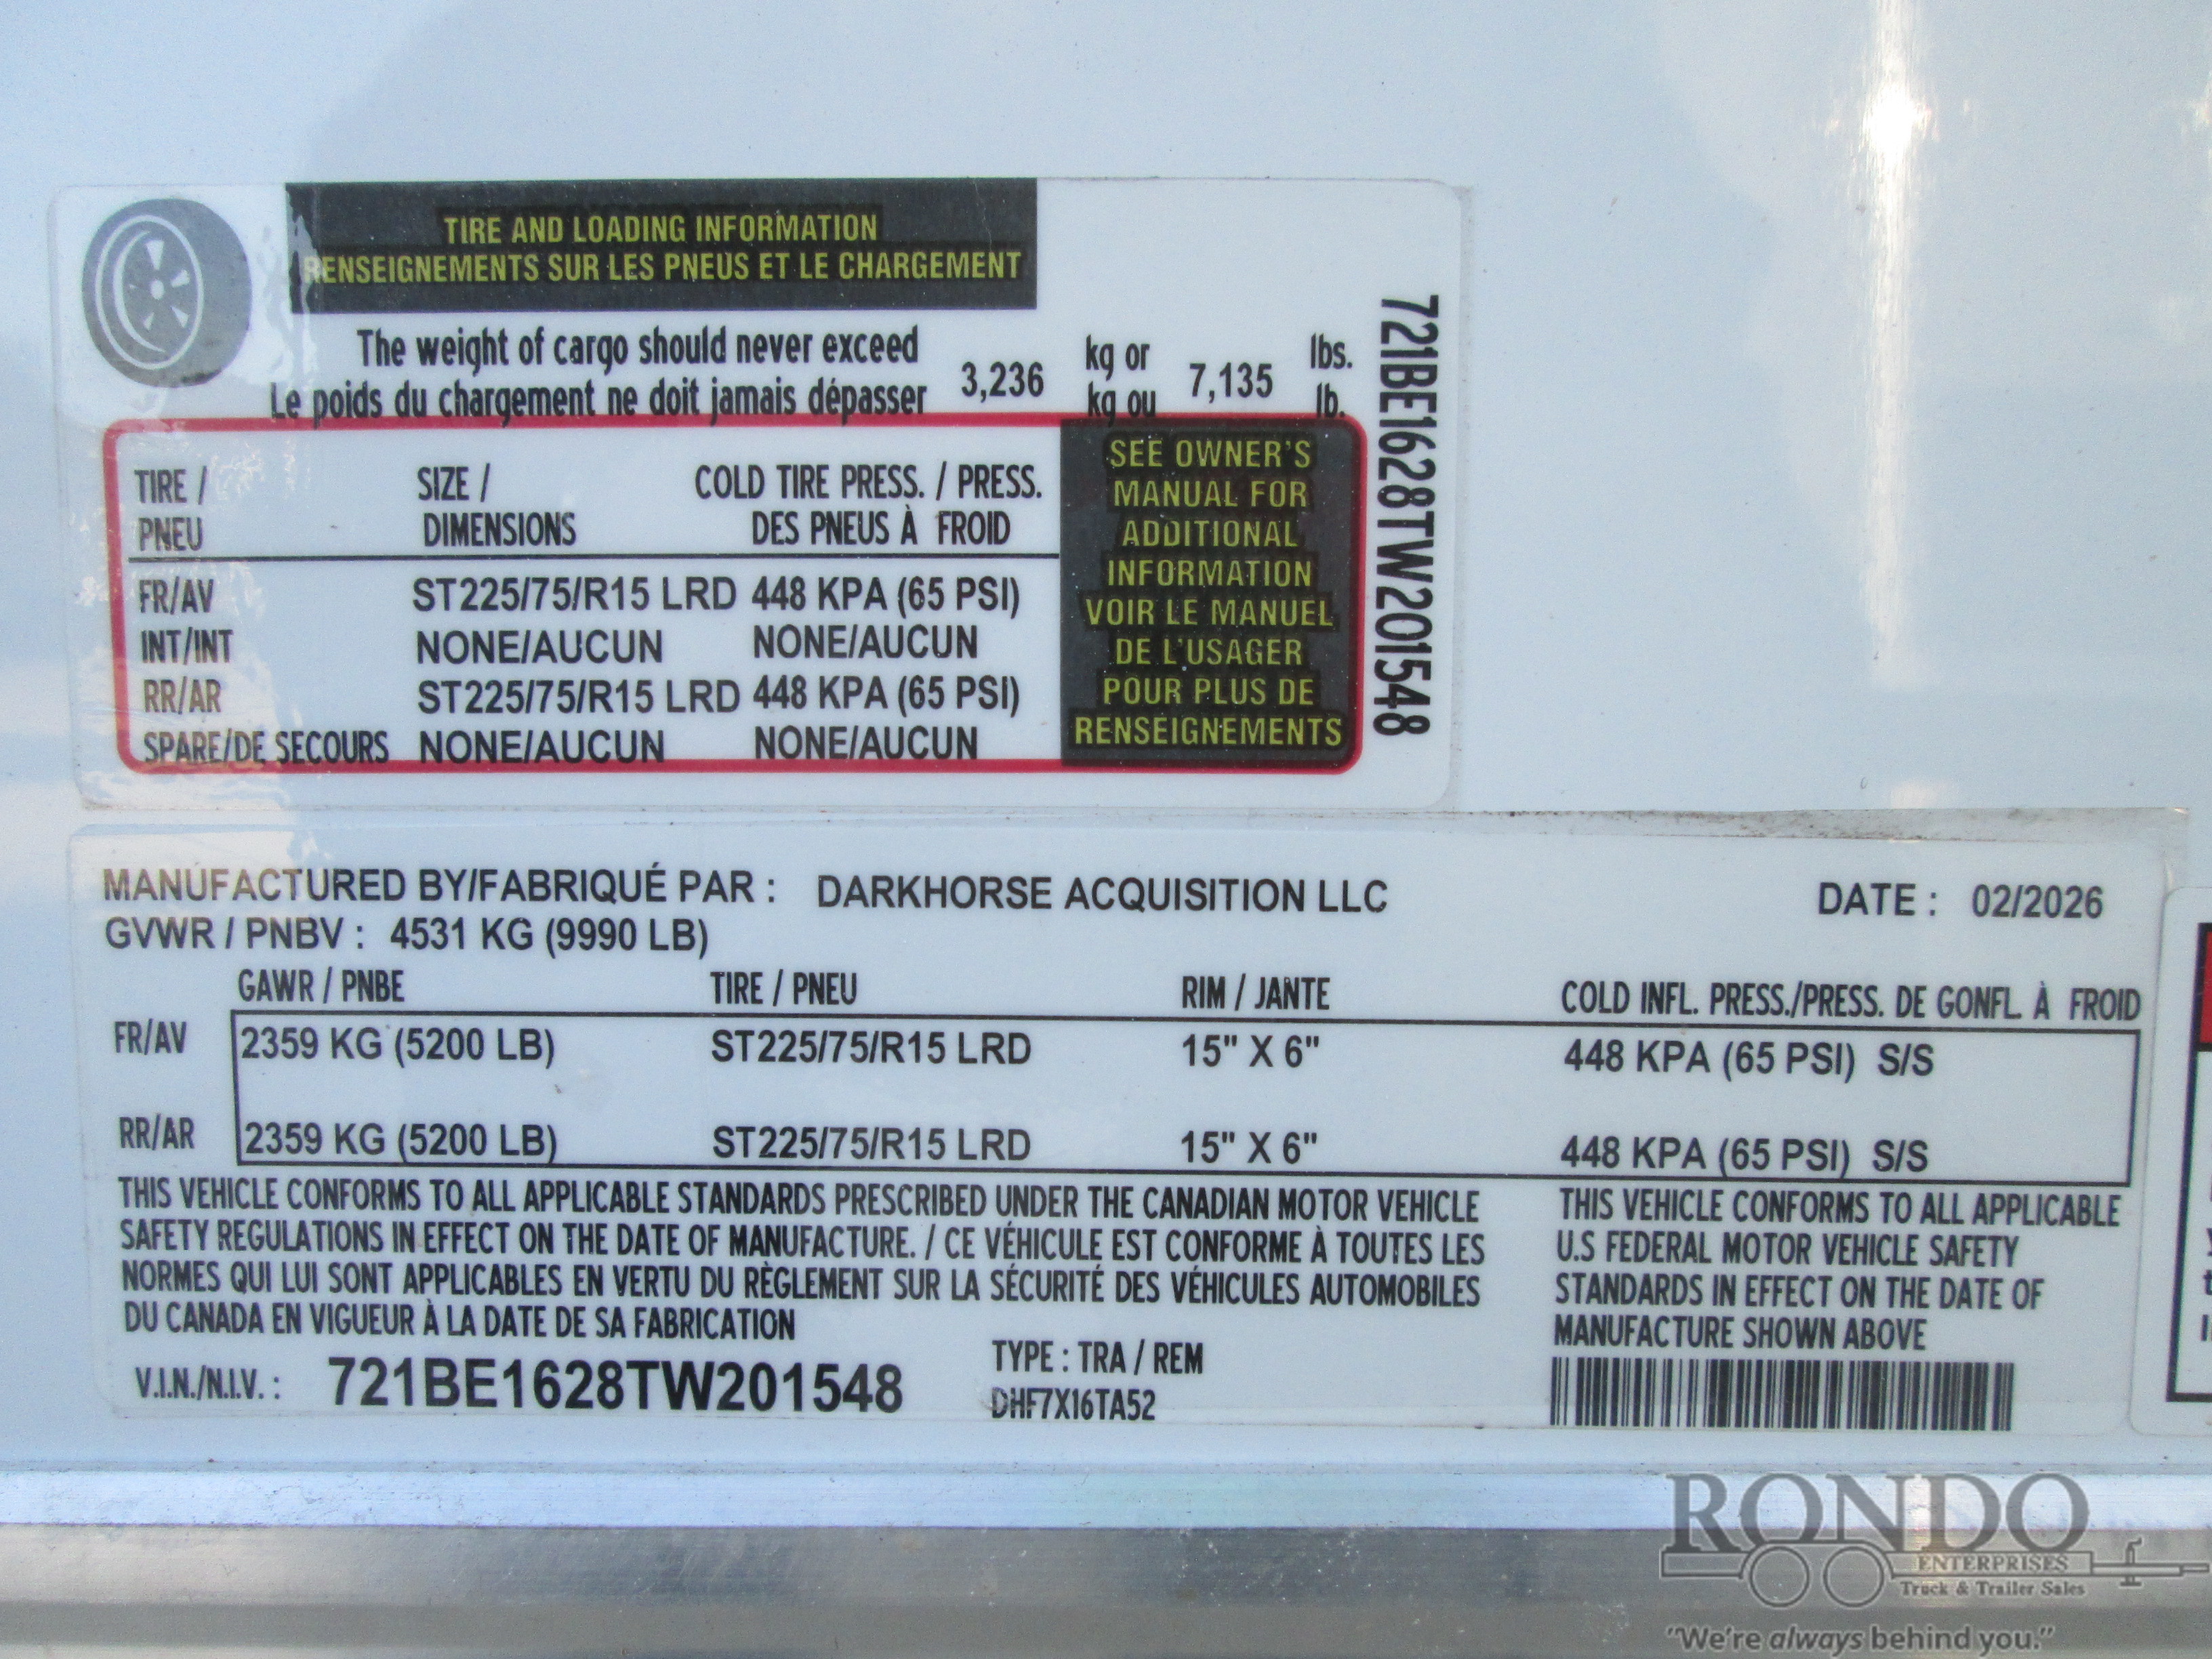 TIRE AND LOADING INFORMATION
RENSEIGNEMENTS SUR LES PNEUS ET LE CHARGEMENT
The weight of cargo should never exceed 3,236 kg or 7,135 lbs.
Le poids du chargement ne doit jamais dépasser kg ou lb.
TIRE / SIZE / COLD TIRE PRESS. / PRESS.
PNEU DIMENSIONS DES PNEUS À FROID
FR/AV ST225/75/R15 LRD 448 KPA (65 PSI)
INT/INT NONE/AUCUN NONE/AUCUN
RR/AR ST225/75/R15 LRD 448 KPA (65 PSI)
SPARE/DE SECOURS NONE/AUCUN NONE/AUCUN
SEE OWNER'S
MANUAL FOR
ADDITIONAL
INFORMATION
VOIR LE MANUEL
DE L'USAGER
POUR PLUS DE
RENSEIGNEMENTS
721BE1628TW201548
MANUFACTURED BY/FABRIQUÉ PAR : DARKHORSE ACQUISITION LLC DATE : 02/2026
GVWR / PNBV : 4531 KG (9990 LB)
GAWR / PNBE TIRE / PNEU RIM / JANTE COLD INFL. PRESS./PRESS. DE GONFL. À FROID
FR/AV 2359 KG (5200 LB) ST225/75/R15 LRD 15" X 6" 448 KPA (65 PSI) S/S
RR/AR 2359 KG (5200 LB) ST225/75/R15 LRD 15" X 6" 448 KPA (65 PSI) S/S
THIS VEHICLE CONFORMS TO ALL APPLICABLE STANDARDS PRESCRIBED UNDER THE CANADIAN MOTOR VEHICLE
SAFETY REGULATIONS IN EFFECT ON THE DATE OF MANUFACTURE. / CE VÉHICULE EST CONFORME À TOUTES LES
NORMES QUI LUI SONT APPLICABLES EN VERTU DU RÈGLEMENT SUR LA SÉCURITÉ DES VÉHICULES AUTOMOBILES
DU CANADA EN VIGUEUR À LA DATE DE SA FABRICATION
THIS VEHICLE CONFORMS TO ALL APPLICABLE
U.S FEDERAL MOTOR VEHICLE SAFETY
STANDARDS IN EFFECT ON THE DATE OF
MANUFACTURE SHOWN ABOVE
V.I.N./N.I.V. : 721BE1628TW201548
TYPE : TRA / REM
DHF7X16TA52
RONDO
ENTERPRISES
Truck & Trailer Sales
"We're always behind you."